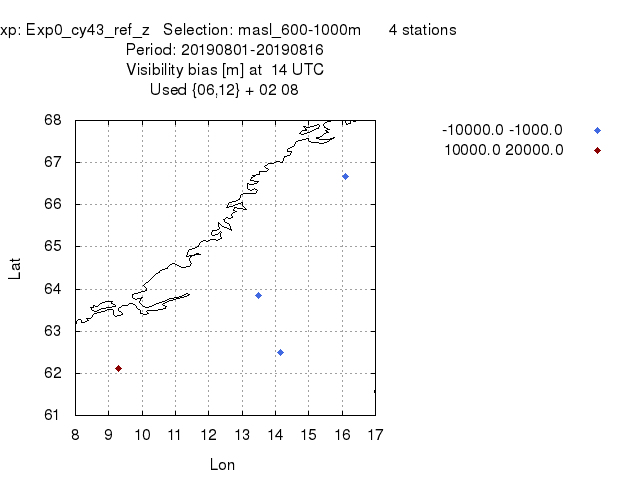 xp: Exp0_cy43_ref_z   Selection: masl_600-1000m      4 stations
Period: 20190801-20190816
Visibility bias [m] at  14 UTC
Used {06,12} + 02 08
-10000.0 -1000.0
10000.0 20000.0
68
67
66
65
64
63
62
61
Lat
8 9 10 11 12 13 14 15 16 17
Lon